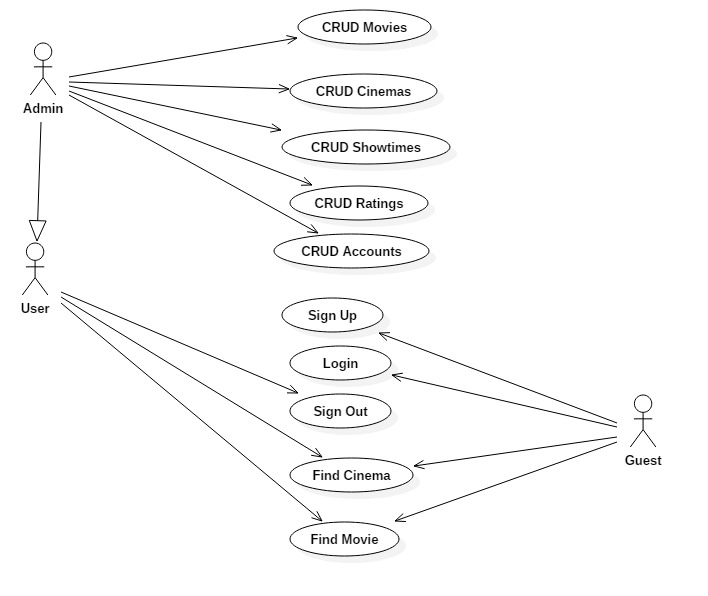 CRUD Movies
Admin
CRUD Cinemas
CRUD Showtimes
CRUD Ratings
CRUD Accounts
User
Sign Up
Login
Sign Out
Guest
Find Cinema
Find Movie